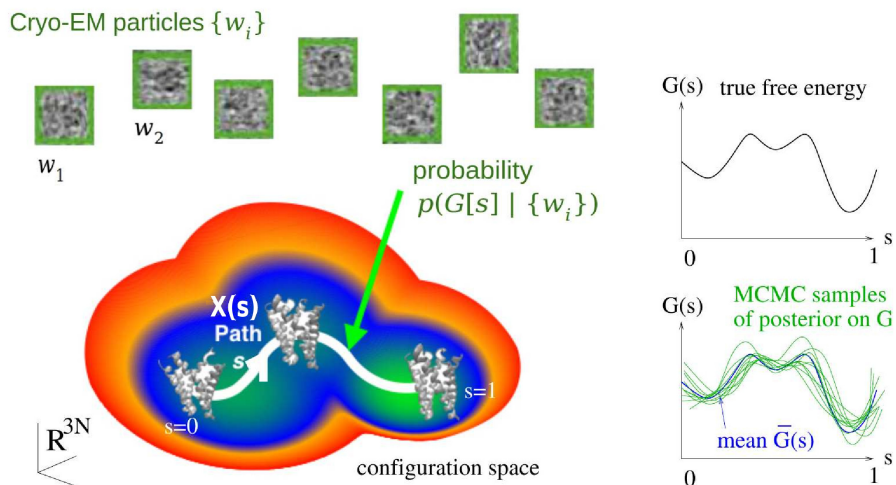 Cryo-EM particles {w_i}
w_1
w_2
probability
p(G[s] | {w_i})
X(s)
Path
s
s=0
s=1
R^{3N}
configuration space
G(s)
true free energy
0
1
s
G(s)
MCMC samples
of posterior on G
mean G̅(s)
0
1
s